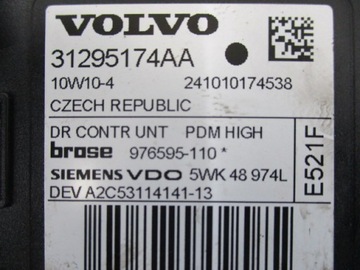 VOLVO
31295174AA
10W10-4 241010174538
CZECH REPUBLIC
DR CONTR UNT PDM HIGH
brose 976595-110 *
SIEMENS VDO 5WK 48 974L
DEV A2C53114141-13
E521F